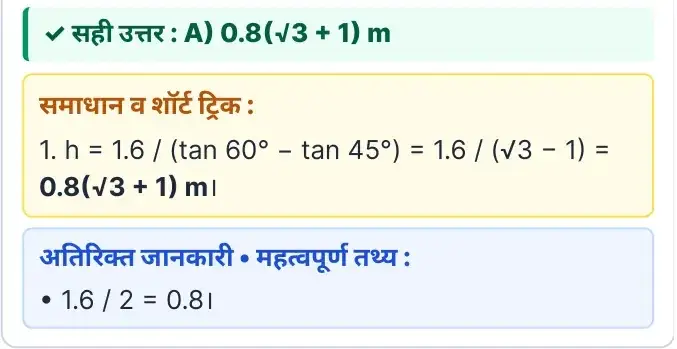 ✓ सही उत्तर : A) 0.8(√3 + 1) m
समाधान व शॉर्ट ट्रिक :
1. h = 1.6 / (tan 60° − tan 45°) = 1.6 / (√3 − 1) =
0.8(√3 + 1) m।
अतिरिक्त जानकारी • महत्वपूर्ण तथ्य :
• 1.6 / 2 = 0.8।